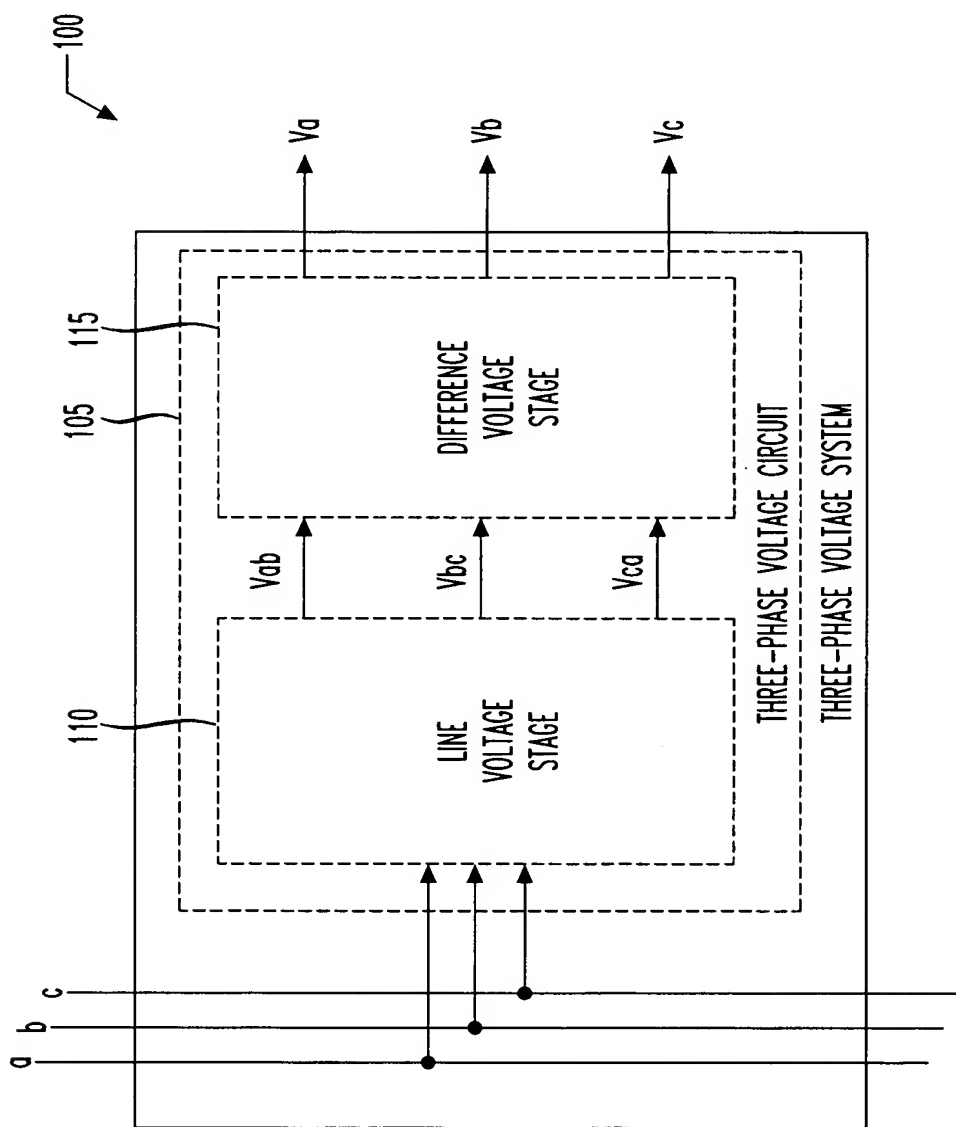 100
a
b
c
110
105
115
LINE
VOLTAGE
STAGE
Vab
Vbc
Vca
DIFFERENCE
VOLTAGE
STAGE
Va
Vb
Vc
THREE-PHASE VOLTAGE CIRCUIT
THREE-PHASE VOLTAGE SYSTEM